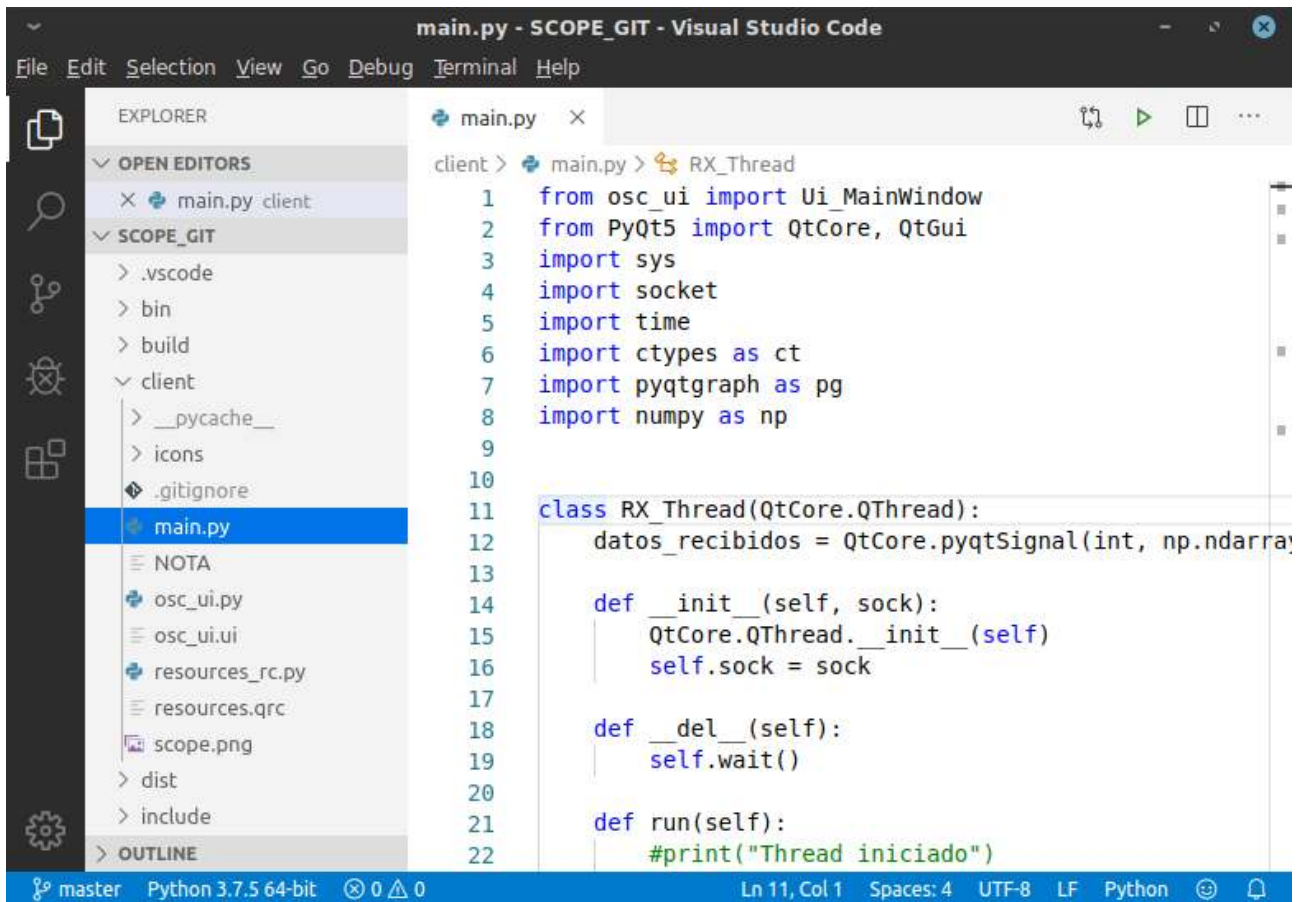 main.py - SCOPE_GIT - Visual Studio Code
File Edit Selection View Go Debug Terminal Help
EXPLORER
OPEN EDITORS
main.py client
SCOPE_GIT
.vscode
bin
build
client
__pycache__
icons
.gitignore
main.py
NOTA
osc_ui.py
osc_ui.ui
resources_rc.py
resources.qrc
scope.png
dist
include
OUTLINE
main.py
client > main.py > RX_Thread
1 from osc_ui import Ui_MainWindow
2 from PyQt5 import QtCore, QtGui
3 import sys
4 import socket
5 import time
6 import ctypes as ct
7 import pyqtgraph as pg
8 import numpy as np
9
10
11 class RX_Thread(QtCore.QThread):
12 datos_recibidos = QtCore.pyqtSignal(int, np.ndarray
13
14 def __init__(self, sock):
15 QtCore.QThread.__init__(self)
16 self.sock = sock
17
18 def __del__(self):
19 self.wait()
20
21 def run(self):
22 #print("Thread iniciado")
master Python 3.7.5 64-bit 0 0 Ln 11, Col 1 Spaces: 4 UTF-8 LF Python